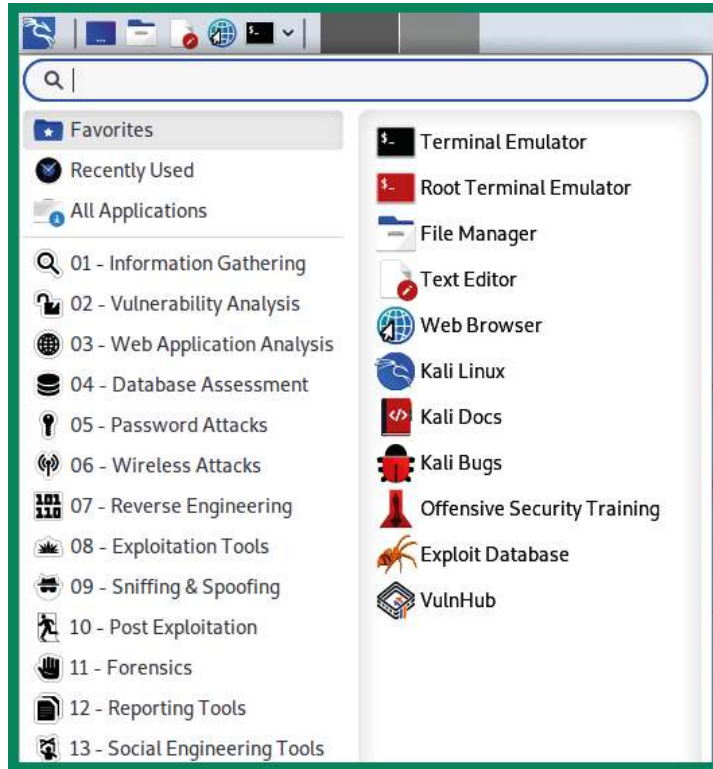 Favorites
Recently Used
All Applications
01 - Information Gathering
02 - Vulnerability Analysis
03 - Web Application Analysis
04 - Database Assessment
05 - Password Attacks
06 - Wireless Attacks
07 - Reverse Engineering
08 - Exploitation Tools
09 - Sniffing & Spoofing
10 - Post Exploitation
11 - Forensics
12 - Reporting Tools
13 - Social Engineering Tools
Terminal Emulator
Root Terminal Emulator
File Manager
Text Editor
Web Browser
Kali Linux
Kali Docs
Kali Bugs
Offensive Security Training
Exploit Database
VulnHub